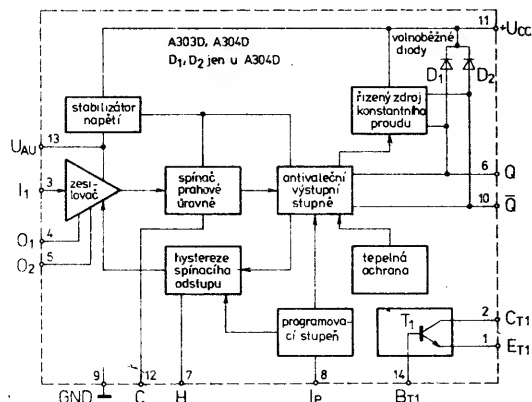 A303D, A304D
D1, D2 jen u A304D
volnoběžné
diody
11
+UCC
D1
D2
stabilizátor
napětí
řízený zdroj
konstantního
proudu
UAU
13
I1
3
zesi-
lovač
O1
4
O2
5
spínač
prahové
úrovně
antivaleční
výstupní
stupně
6
Q
10
Q̅
hystereze
spínacího
odstupu
tepelná
ochrana
programova-
cí stupeň
T1
2
CT1
1
ET1
9
12
7
8
14
GND
C
H
IP
BT1